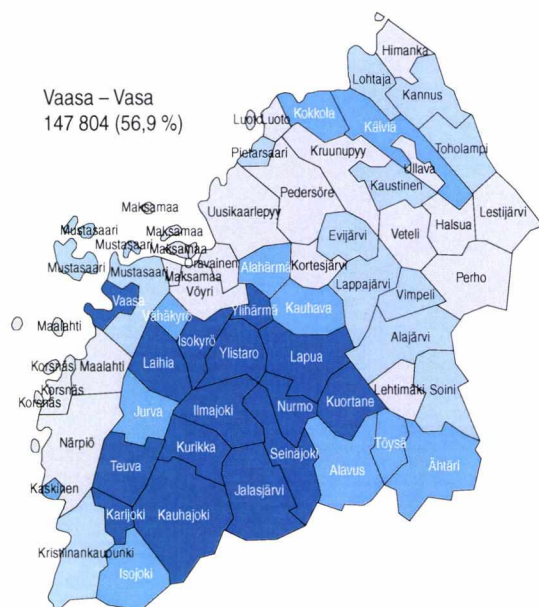 Vaasa – Vasa
147 804 (56,9 %)
Himanka
Lohtaja
Kannus
Kokkola
Luoto
Kälviä
Toholampi
Pietarsaari
Kruunupyy
Ullava
Kaustinen
Pedersöre
Uusikaarlepyy
Lestijärvi
Halsua
Veteli
Evijärvi
Perho
Maksamaa
Mustasaari
Maksamaa
Mustasaari
Maksamaa
Mustasaari
Mustasaari
Oravainen
Maksamaa
Vöyri
Alahärmä
Kortesjärvi
Lappajärvi
Vimpeli
Vaasa
Vähäkyrö
Ylihärmä
Kauhava
Alajärvi
Maalahti
Isokyrö
Maalahti
Laihia
Ylistaro
Lapua
Korsnäs
Korsnäs
Korsnäs
Lehtimäki
Soini
Jurva
Ilmajoki
Nurmo
Kuortane
Närpiö
Kurikka
Seinäjoki
Töysä
Teuva
Alavus
Ähtäri
Kaskinen
Jalasjärvi
Karijoki
Kauhajoki
Kristiinankaupunki
Isojoki